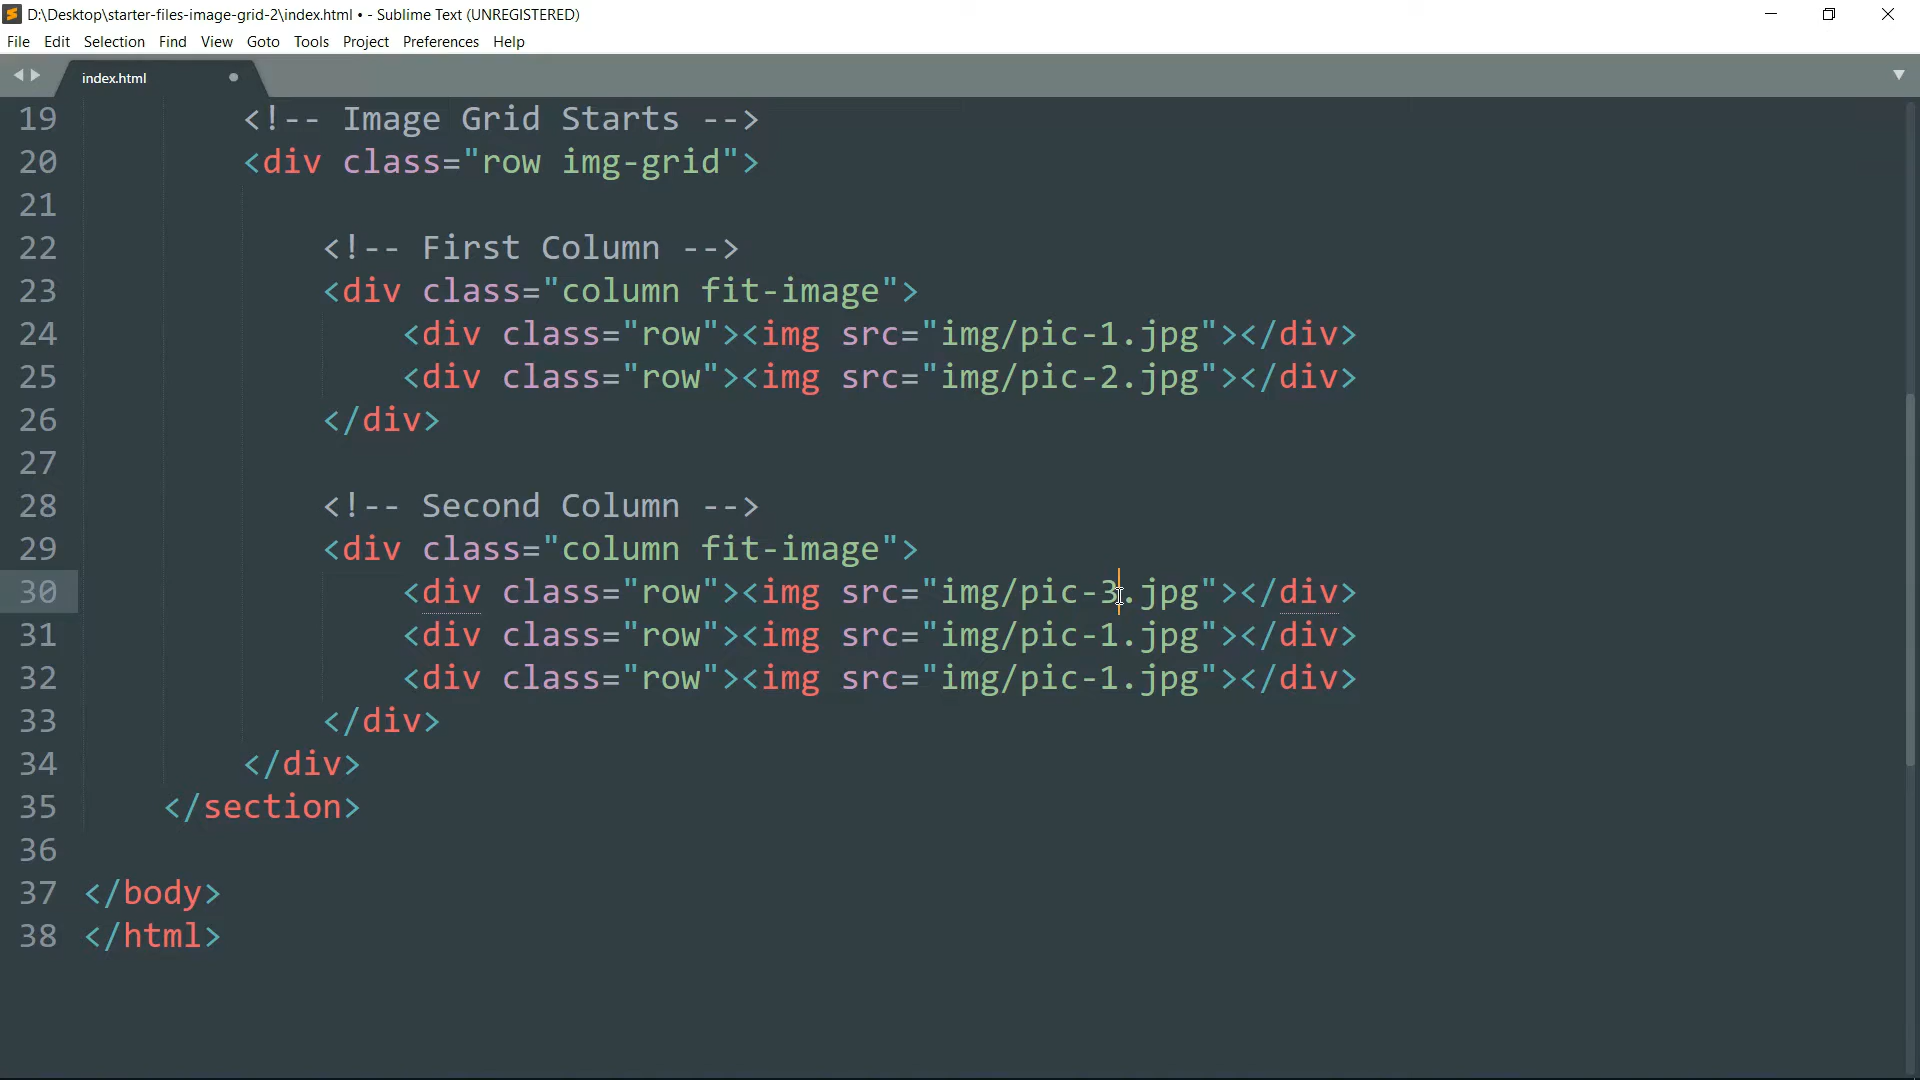 D:\Desktop\starter-files-image-grid-2\index.html • - Sublime Text (UNREGISTERED)
File Edit Selection Find View Goto Tools Project Preferences Help
index.html
19 <!-- Image Grid Starts -->
20 <div class="row img-grid">
21
22 <!-- First Column -->
23 <div class="column fit-image">
24 <div class="row"><img src="img/pic-1.jpg"></div>
25 <div class="row"><img src="img/pic-2.jpg"></div>
26 </div>
27
28 <!-- Second Column -->
29 <div class="column fit-image">
30 <div class="row"><img src="img/pic-3.jpg"></div>
31 <div class="row"><img src="img/pic-1.jpg"></div>
32 <div class="row"><img src="img/pic-1.jpg"></div>
33 </div>
34 </div>
35 </section>
36
37 </body>
38 </html>